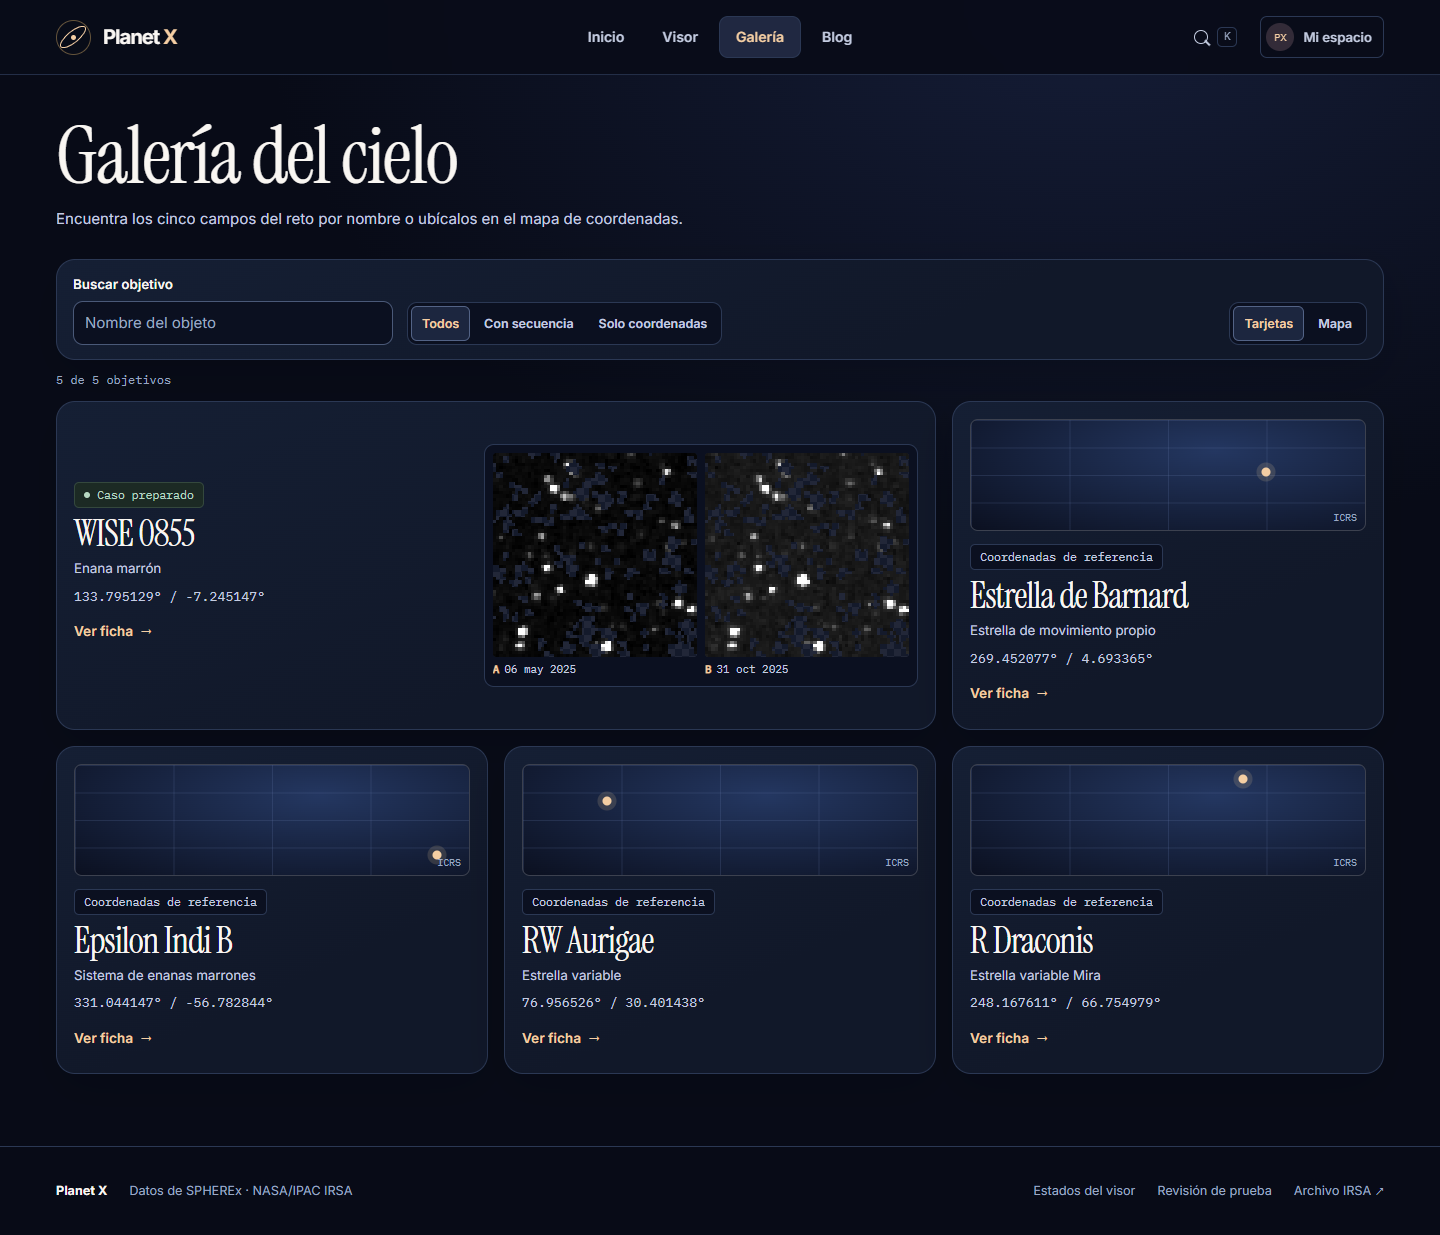 Planet X
Inicio
Visor
Galería
Blog
K
PX
Mi espacio
Galería del cielo
Encuentra los cinco campos del reto por nombre o ubícalos en el mapa de coordenadas.
Buscar objetivo
Nombre del objeto
Todos
Con secuencia
Solo coordenadas
Tarjetas
Mapa
5 de 5 objetivos
Caso preparado
WISE 0855
Enana marrón
133.795129° / -7.245147°
Ver ficha →
A 06 may 2025
B 31 oct 2025
ICRS
Coordenadas de referencia
Estrella de Barnard
Estrella de movimiento propio
269.452077° / 4.693365°
Ver ficha →
ICRS
Coordenadas de referencia
Epsilon Indi B
Sistema de enanas marrones
331.044147° / -56.782844°
Ver ficha →
ICRS
Coordenadas de referencia
RW Aurigae
Estrella variable
76.956526° / 30.401438°
Ver ficha →
ICRS
Coordenadas de referencia
R Draconis
Estrella variable Mira
248.167611° / 66.754979°
Ver ficha →
Planet X
Datos de SPHEREx · NASA/IPAC IRSA
Estados del visor
Revisión de prueba
Archivo IRSA ↗